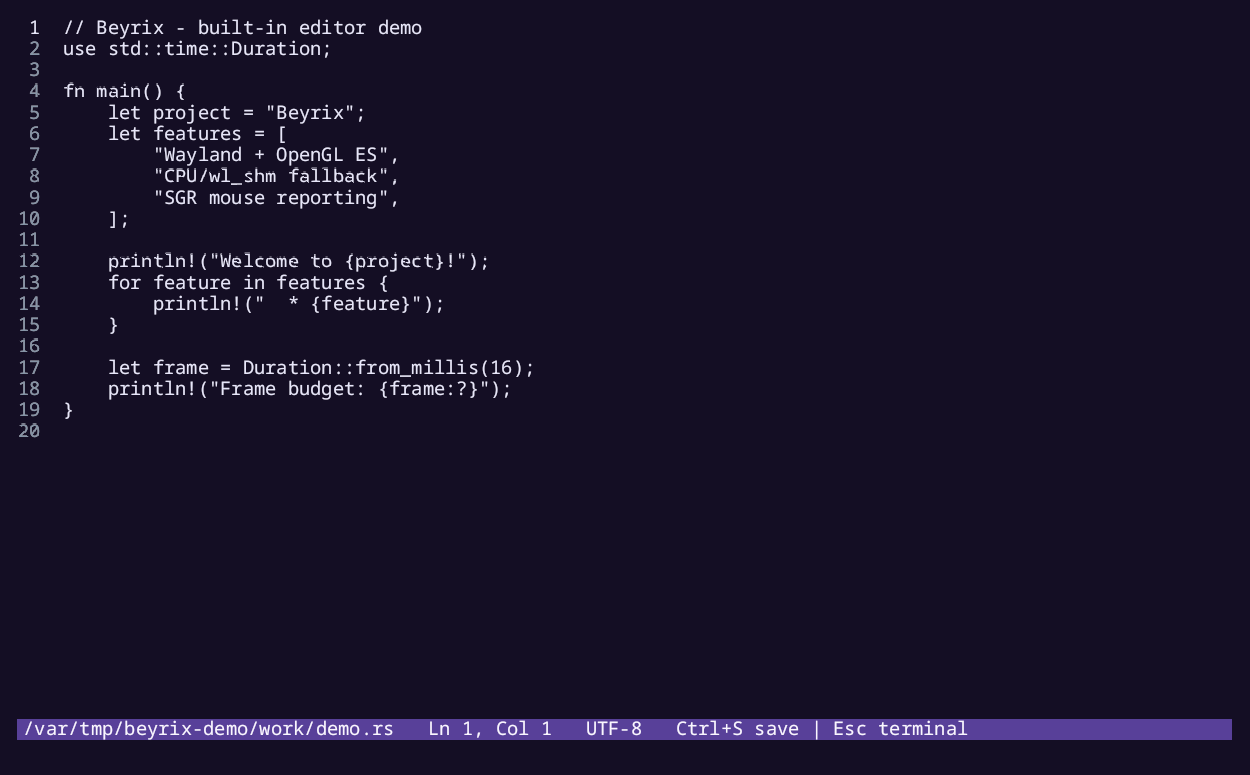 1 // Beyrix - built-in editor demo
2 use std::time::Duration;
3
4 fn main() {
5     let project = "Beyrix";
6     let features = [
7         "Wayland + OpenGL ES",
8         "CPU/wl_shm fallback",
9         "SGR mouse reporting",
10     ];
11
12     println!("Welcome to {project}!");
13     for feature in features {
14         println!("  * {feature}");
15     }
16
17     let frame = Duration::from_millis(16);
18     println!("Frame budget: {frame:?}");
19 }
20
/var/tmp/beyrix-demo/work/demo.rs   Ln 1, Col 1   UTF-8   Ctrl+S save | Esc terminal